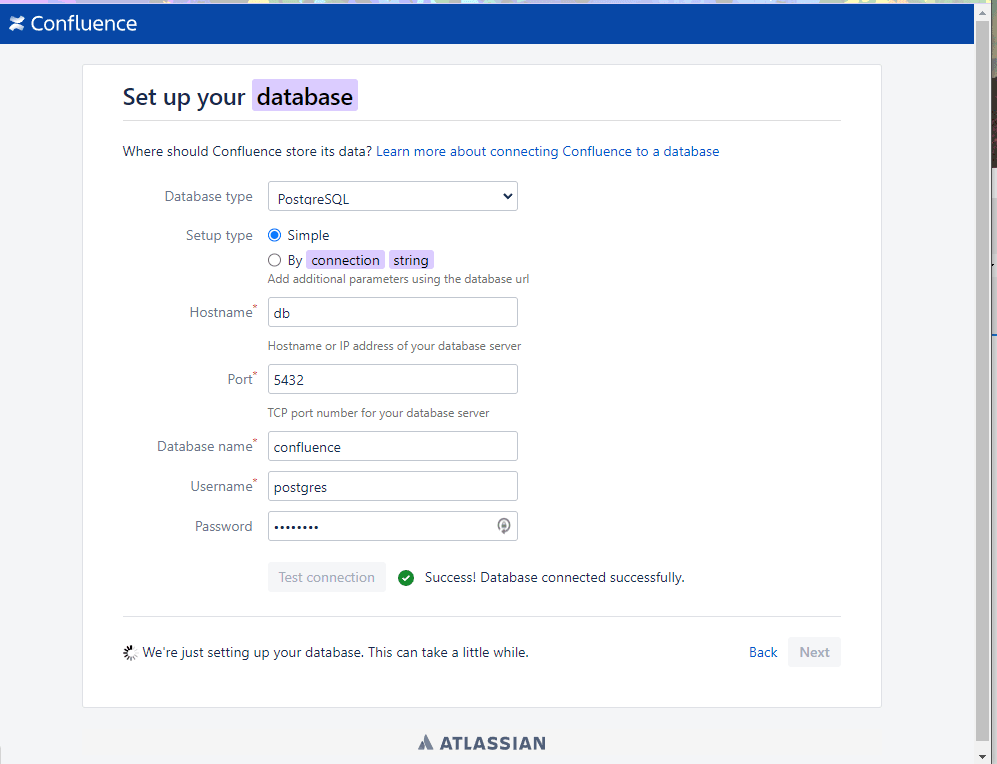 Confluence
Set up your database
Where should Confluence store its data? Learn more about connecting Confluence to a database
Database type PostgreSQL
Setup type Simple
By connection string
Add additional parameters using the database url
Hostname* db
Hostname or IP address of your database server
Port* 5432
TCP port number for your database server
Database name* confluence
Username* postgres
Password ••••••••
Test connection Success! Database connected successfully.
We're just setting up your database. This can take a little while. Back Next
ATLASSIAN